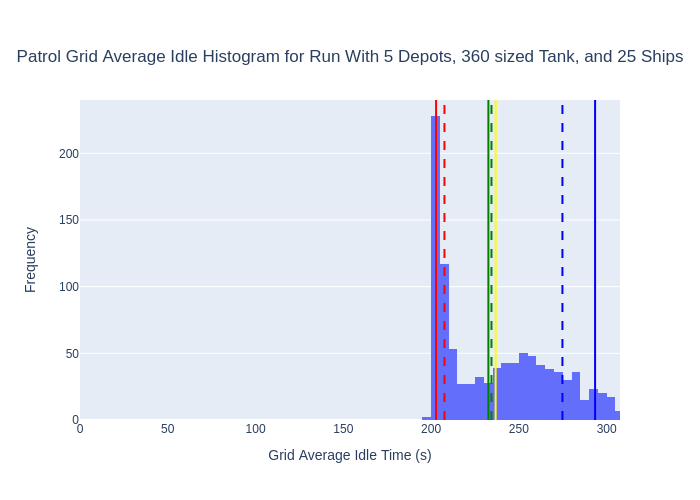 Patrol Grid Average Idle Histogram for Run With 5 Depots, 360 sized Tank, and 25 Ships
200
150
100
50
0
Frequency
0 50 100 150 200 250 300
Grid Average Idle Time (s)